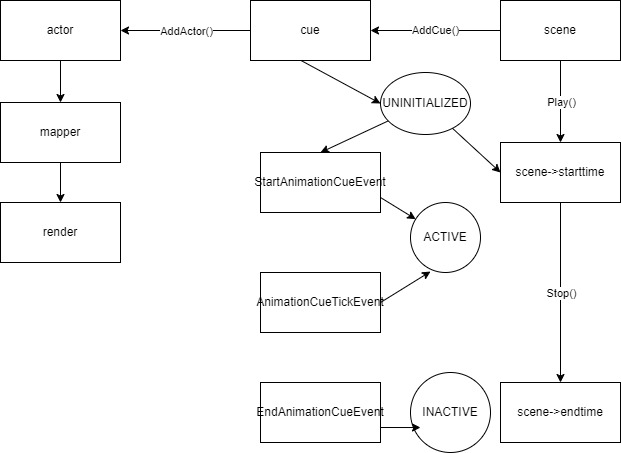 actor
AddActor()
cue
AddCue()
scene
Play()
UNINITIALIZED
mapper
StartAnimationCueEvent
scene->starttime
render
ACTIVE
AnimationCueTickEvent
Stop()
EndAnimationCueEvent
INACTIVE
scene->endtime